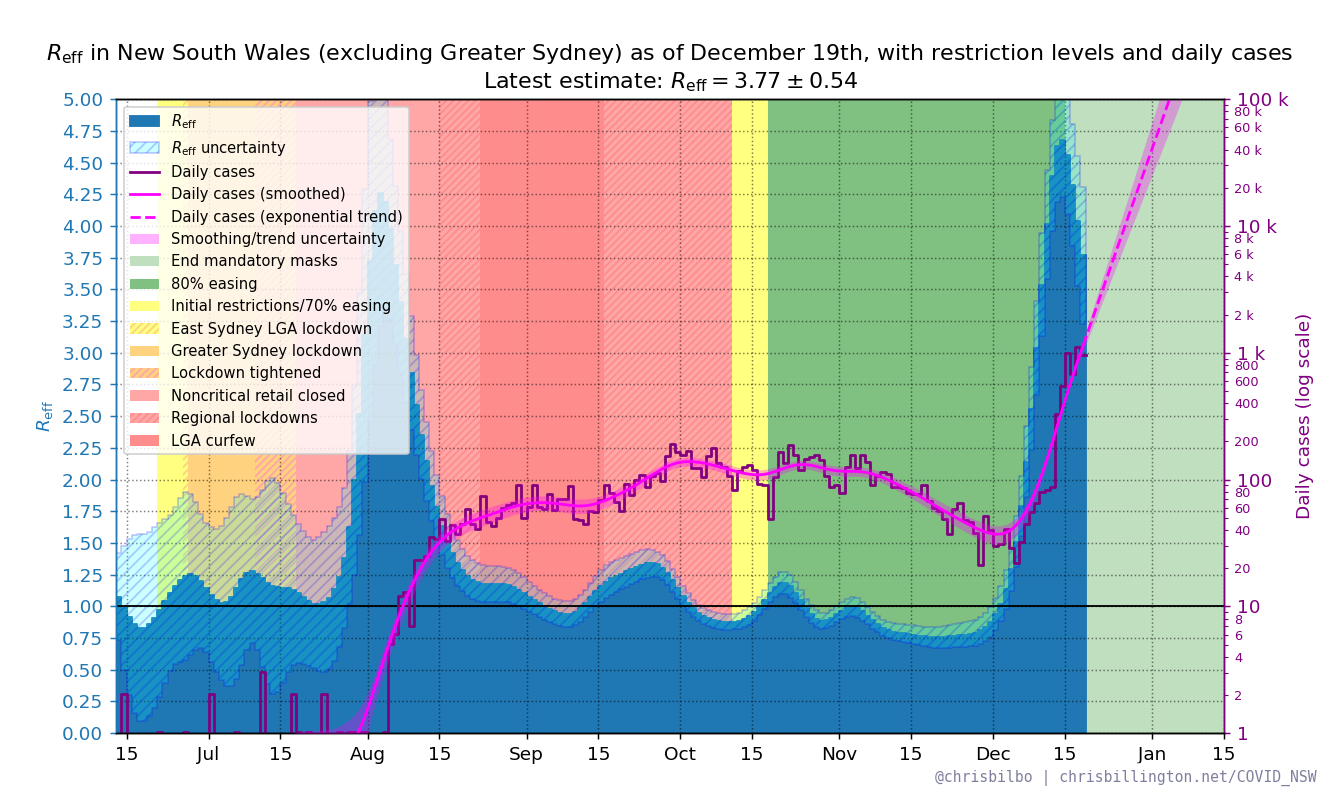 Reff in New South Wales (excluding Greater Sydney) as of December 19th, with restriction levels and daily cases
Latest estimate: Reff = 3.77 ± 0.54
Reff
Reff uncertainty
Daily cases
Daily cases (smoothed)
Daily cases (exponential trend)
Smoothing/trend uncertainty
End mandatory masks
80% easing
Initial restrictions/70% easing
East Sydney LGA lockdown
Greater Sydney lockdown
Lockdown tightened
Noncritical retail closed
Regional lockdowns
LGA curfew
Reff
5.00
4.75
4.50
4.25
4.00
3.75
3.50
3.25
3.00
2.75
2.50
2.25
2.00
1.75
1.50
1.25
1.00
0.75
0.50
0.25
0.00
15 Jul 15 Aug 15 Sep 15 Oct 15 Nov 15 Dec 15 Jan 15
100 k
80 k
60 k
40 k
20 k
10 k
8 k
6 k
4 k
2 k
1 k
800
600
400
200
100
80
60
40
20
10
8
6
4
2
1
Daily cases (log scale)
@chrisbilbo | chrisbillington.net/COVID_NSW